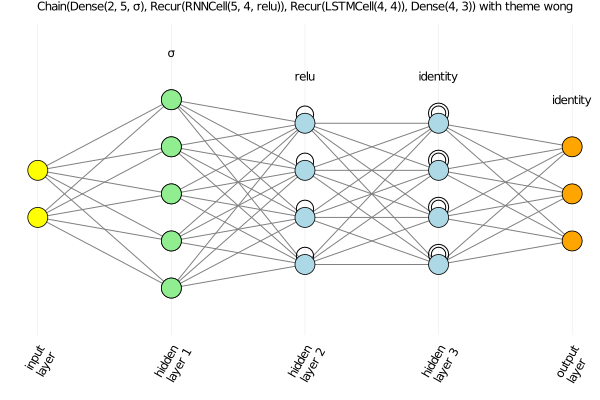 Chain(Dense(2, 5, σ), Recur(RNNCell(5, 4, relu)), Recur(LSTMCell(4, 4)), Dense(4, 3)) with theme wong
σ
relu
identity
identity
input
layer
hidden
layer 1
hidden
layer 2
hidden
layer 3
output
layer